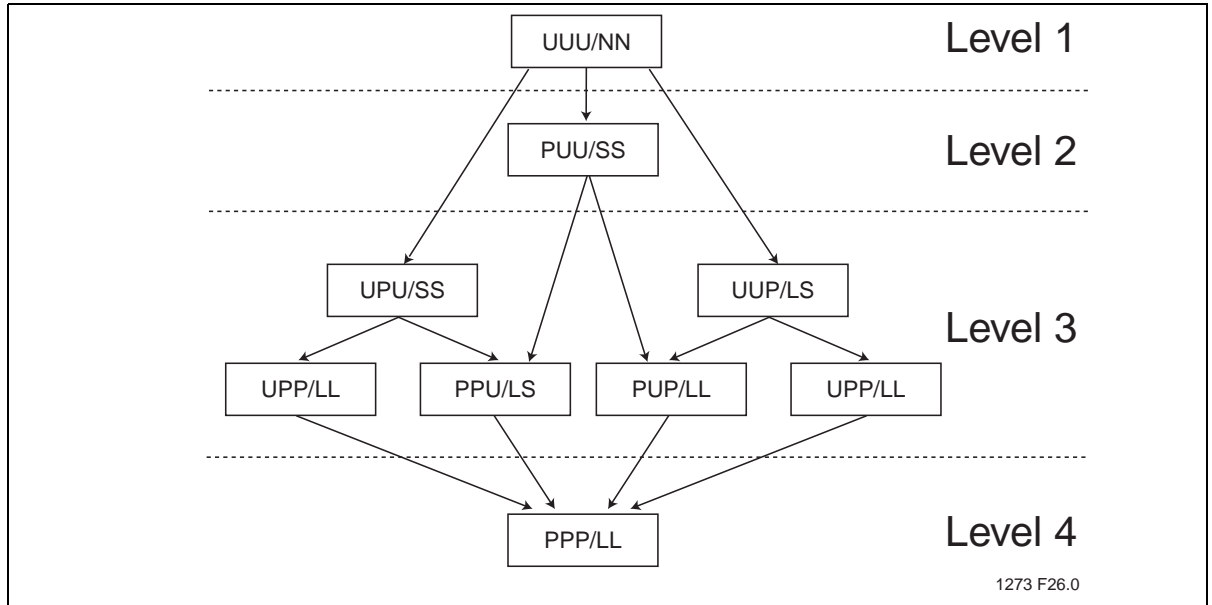 UUU/NN
Level 1
PUU/SS
Level 2
UPU/SS
UUP/LS
Level 3
UPP/LL
PPU/LS
PUP/LL
UPP/LL
PPP/LL
Level 4
1273 F26.0